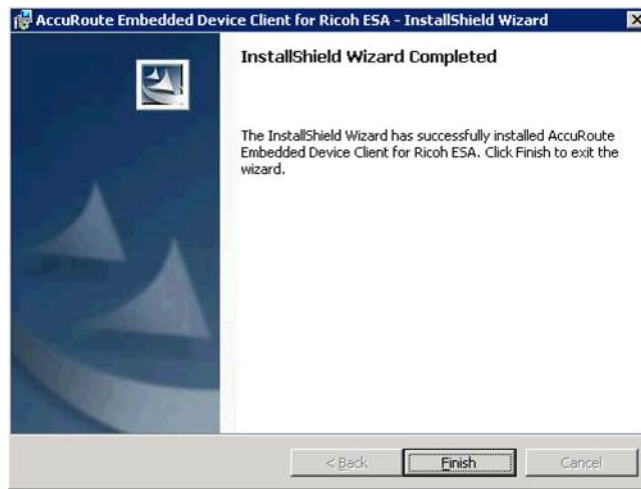 AccuRoute Embedded Device Client for Ricoh ESA - InstallShield Wizard
InstallShield Wizard Completed
The InstallShield Wizard has successfully installed AccuRoute
Embedded Device Client for Ricoh ESA. Click Finish to exit the
wizard.
< Back Finish Cancel